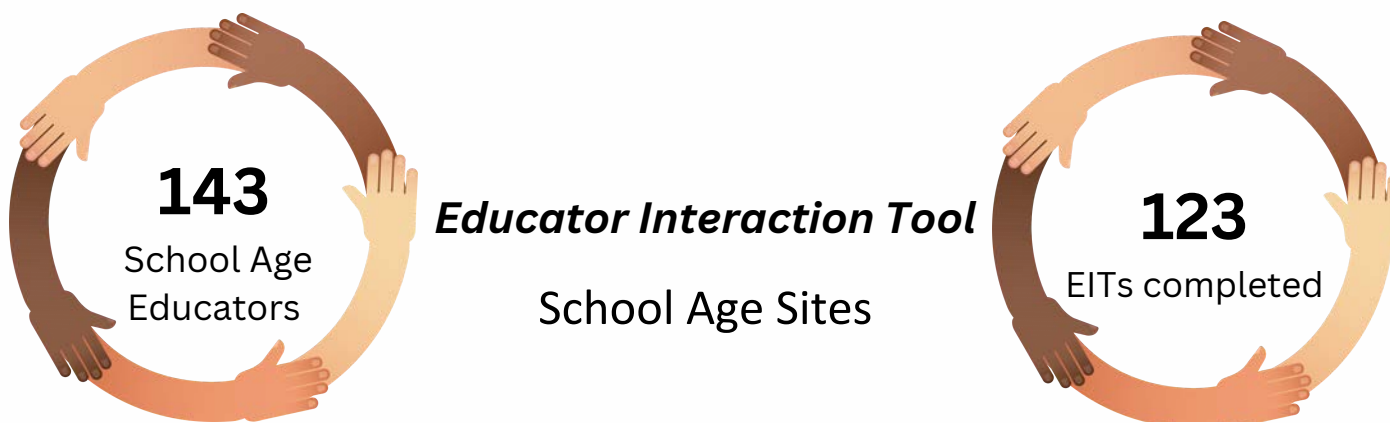 143
School Age
Educators
Educator Interaction Tool
School Age Sites
123
EITs completed